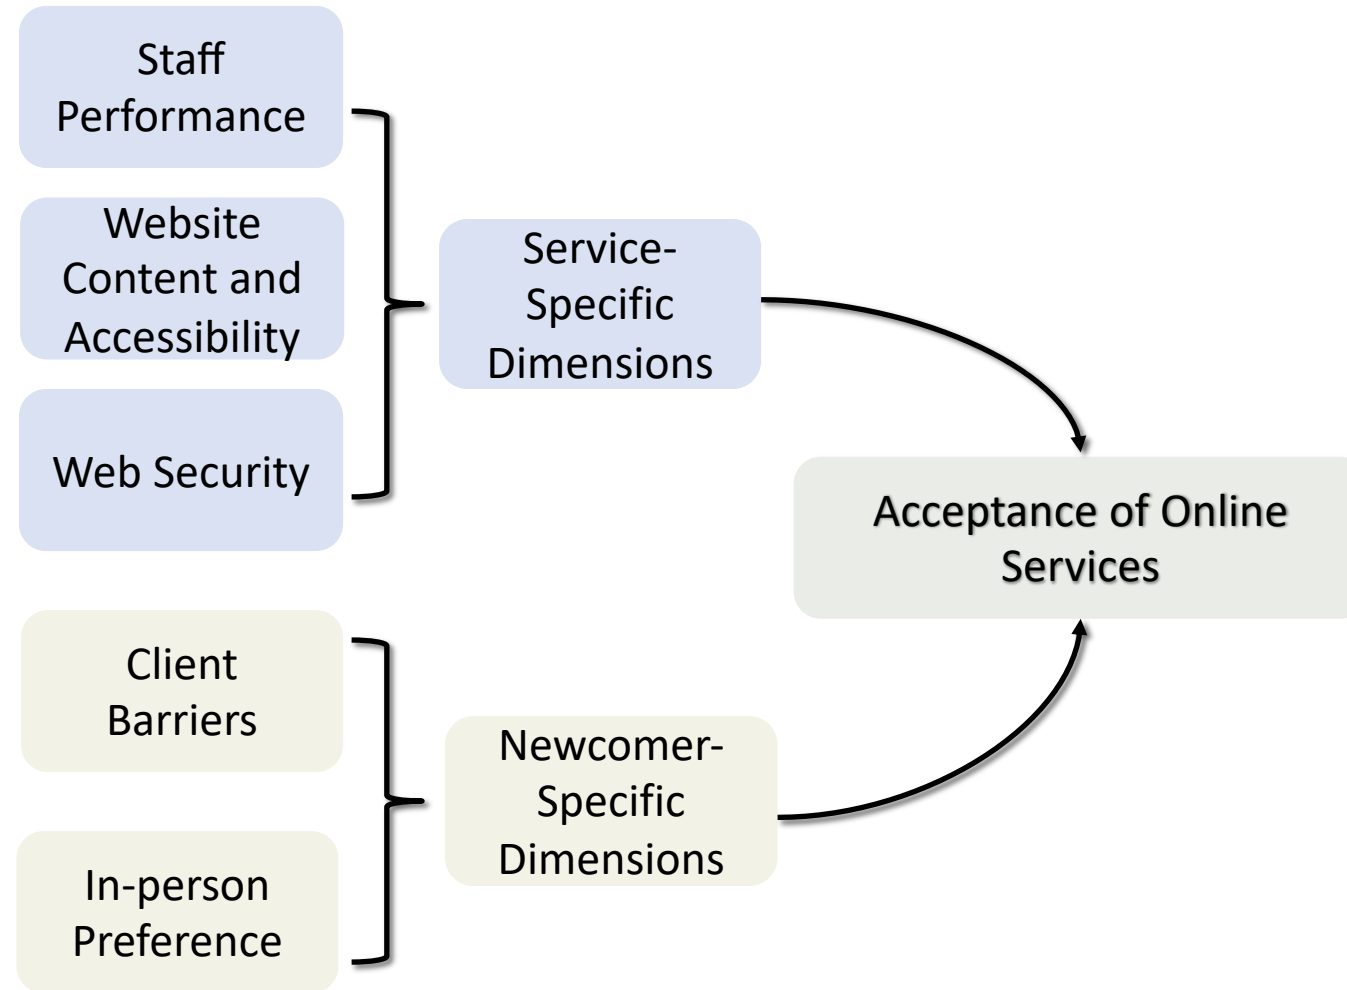 Staff
Performance
Website
Content and
Accessibility
Web Security
Service-
Specific
Dimensions
Acceptance of Online
Services
Client
Barriers
In-person
Preference
Newcomer-
Specific
Dimensions